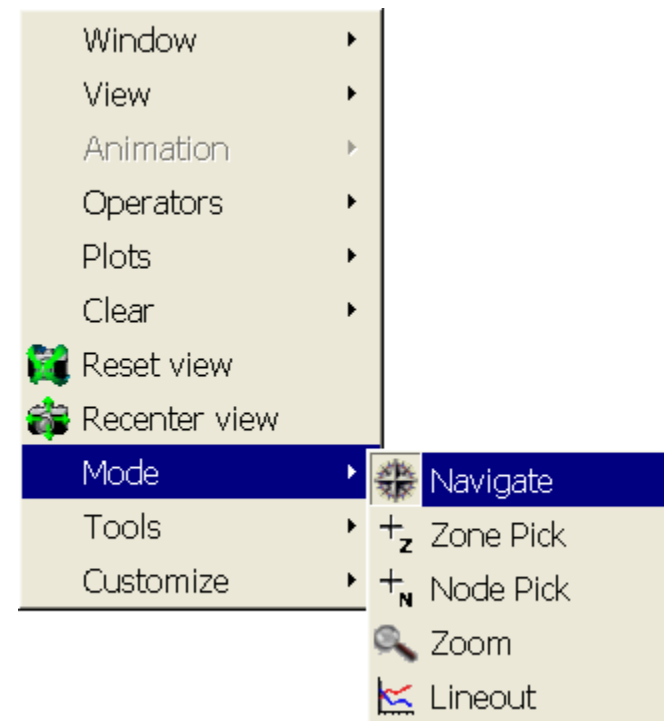 Window
View
Animation
Operators
Plots
Clear
Reset view
Recenter view
Mode
Tools
Customize
Navigate
Z Zone Pick
N Node Pick
Zoom
Lineout